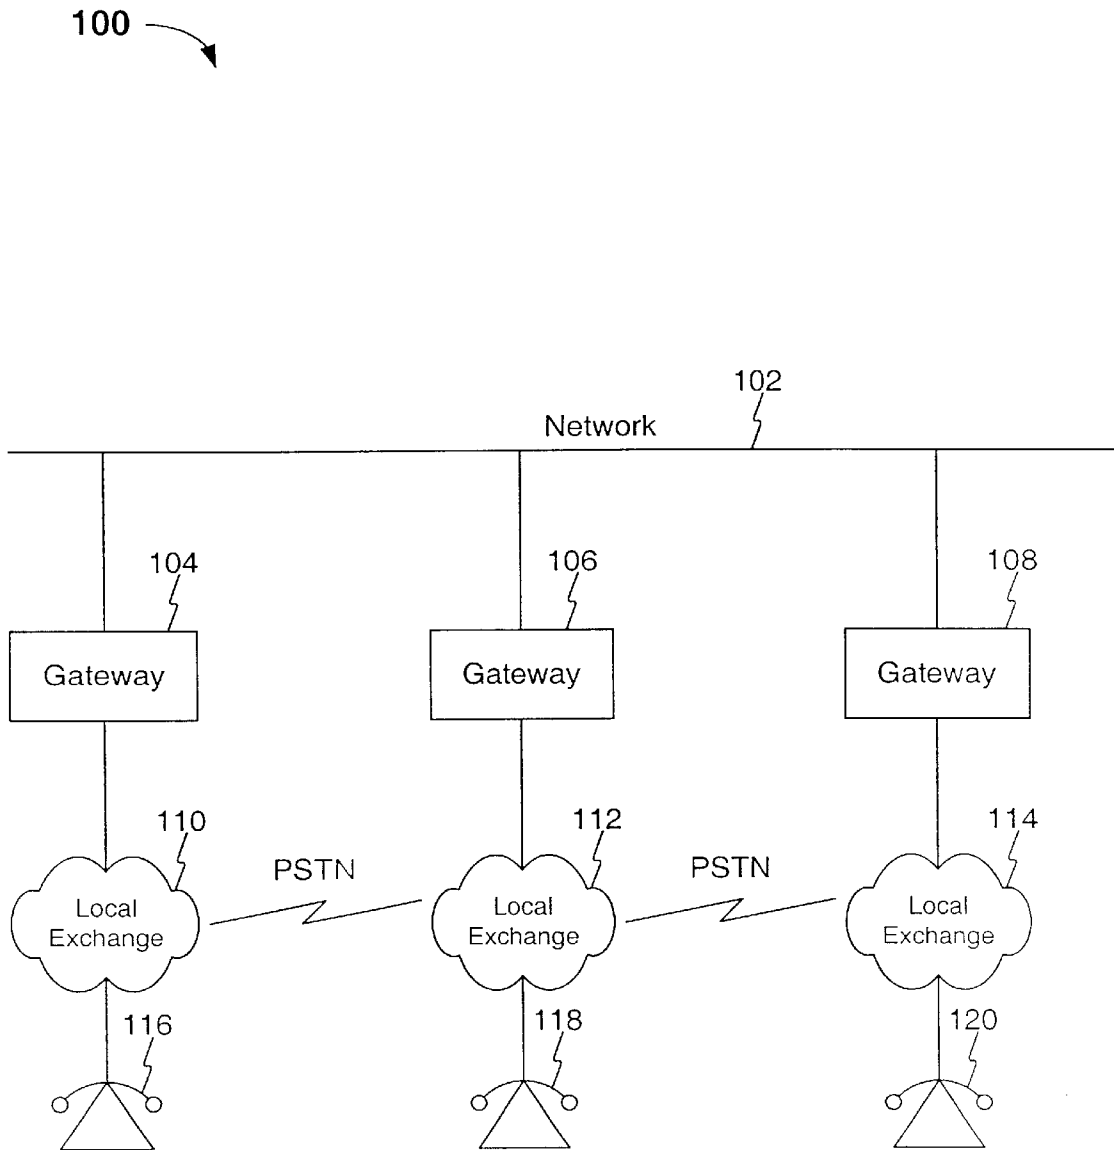 100
102
Network
104
106
108
Gateway
Gateway
Gateway
110
112
114
PSTN
PSTN
Local
Exchange
Local
Exchange
Local
Exchange
116
118
120